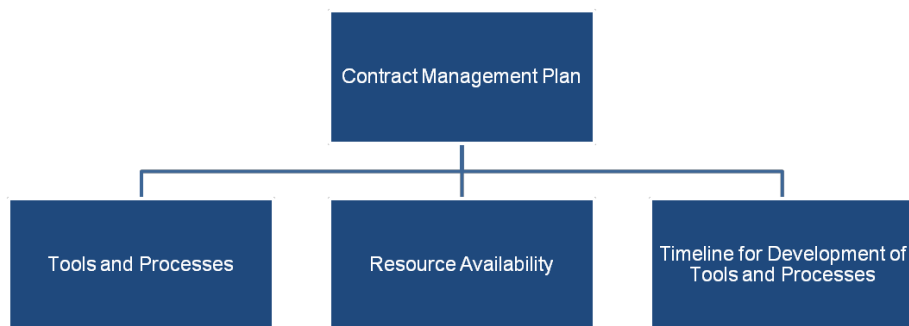 Contract Management Plan
Tools and Processes
Resource Availability
Timeline for Development of
Tools and Processes